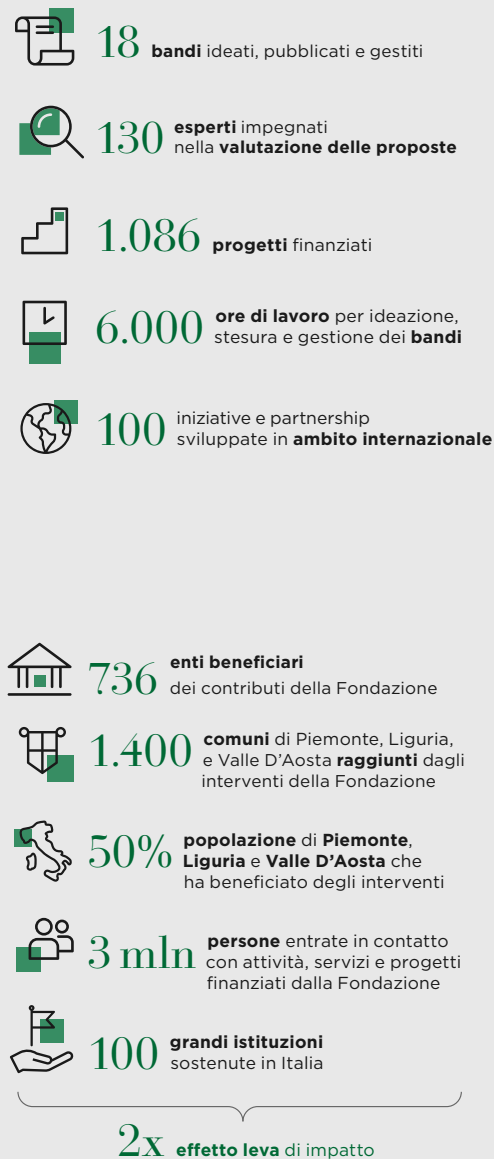 18 bandi ideati, pubblicati e gestiti
130 esperti impegnati
nella valutazione delle proposte
1.086 progetti finanziati
6.000 ore di lavoro per ideazione,
stesura e gestione dei bandi
100 iniziative e partnership
sviluppate in ambito internazionale
736 enti beneficiari
dei contributi della Fondazione
1.400 comuni di Piemonte, Liguria,
e Valle D’Aosta raggiunti dagli
interventi della Fondazione
50% popolazione di Piemonte,
Liguria e Valle D’Aosta che
ha beneficiato degli interventi
3 mln persone entrate in contatto
con attività, servizi e progetti
finanziati dalla Fondazione
100 grandi istituzioni
sostenute in Italia
2x effetto leva di impatto